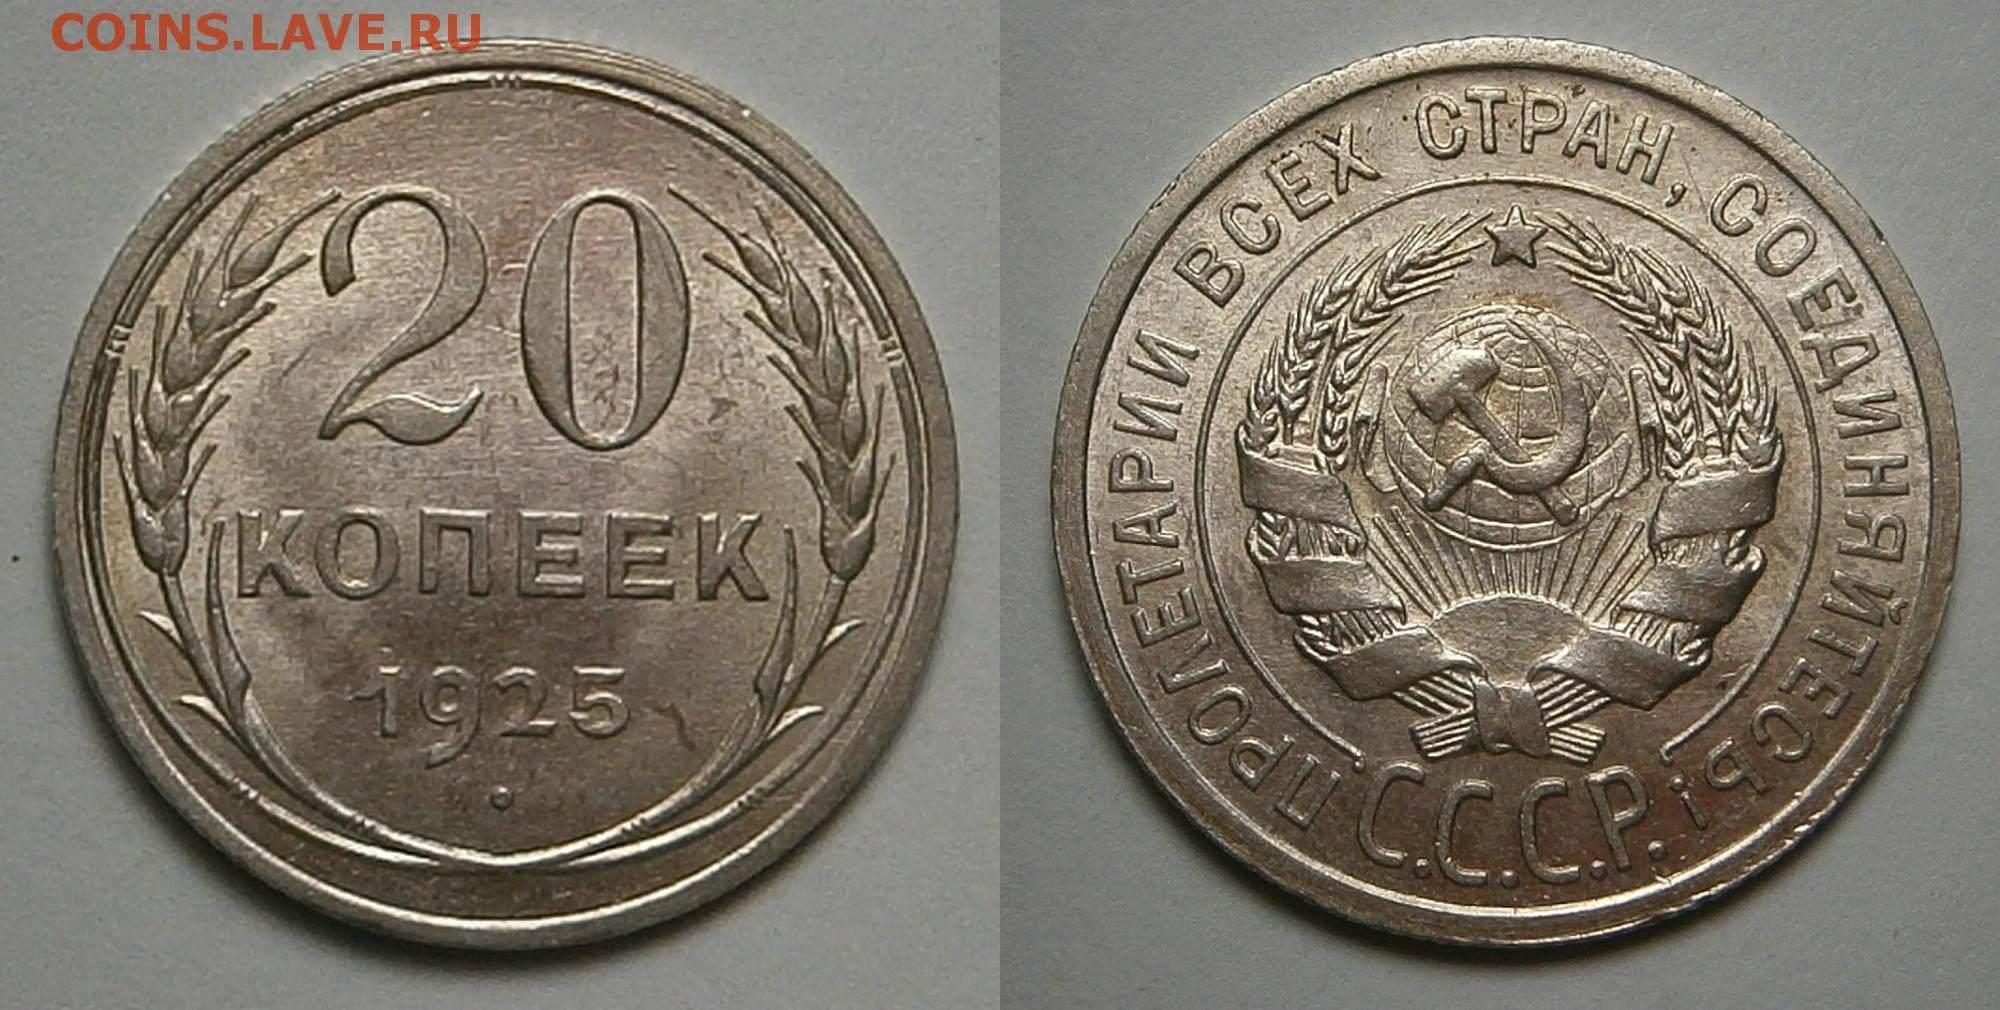 COINS.LAVE.RU
20
КОПЕЕК
1925
ПРОЛЕТАРИИ ВСЕХ СТРАН, СОЕДИНЯЙТЕСЬ!
С.С.С.Р.